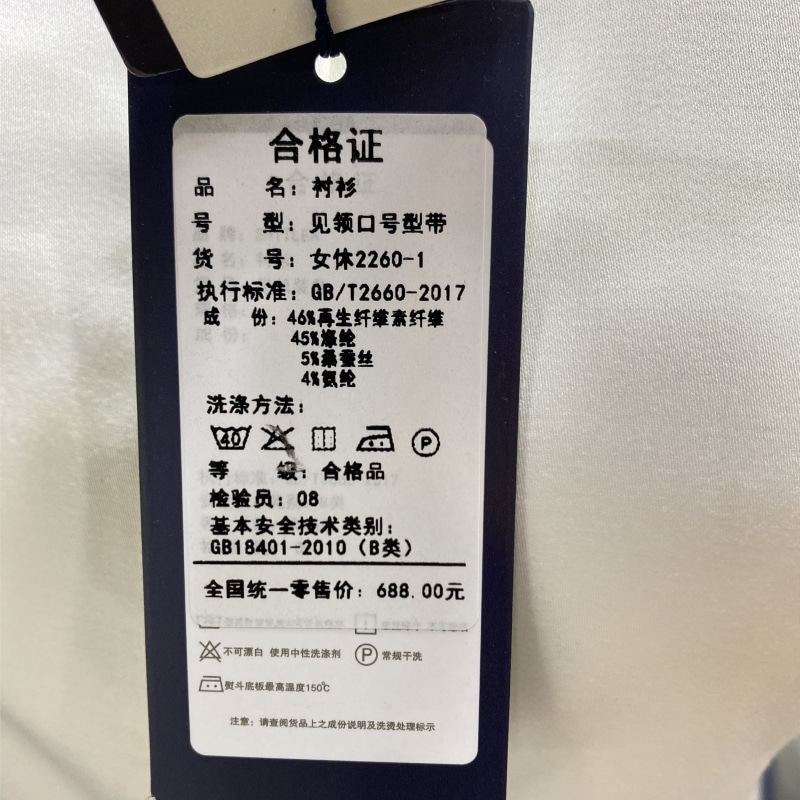 合格证
品 名：衬衫
号 型：见领口号型带
货 号：女休2260-1
执行标准：GB/T2660-2017
成 份：46%再生纤维素纤维
45%涤纶
5%桑蚕丝
4%氨纶
洗涤方法：
40 P
等 级：合格品
检验员：08
基本安全技术类别：
GB18401-2010（B类）
全国统一零售价：688.00元
不可漂白 使用中性洗涤剂 P 常规干洗
熨斗底板最高温度150℃
注意：请查阅货品上之成份说明及洗烫处理标示